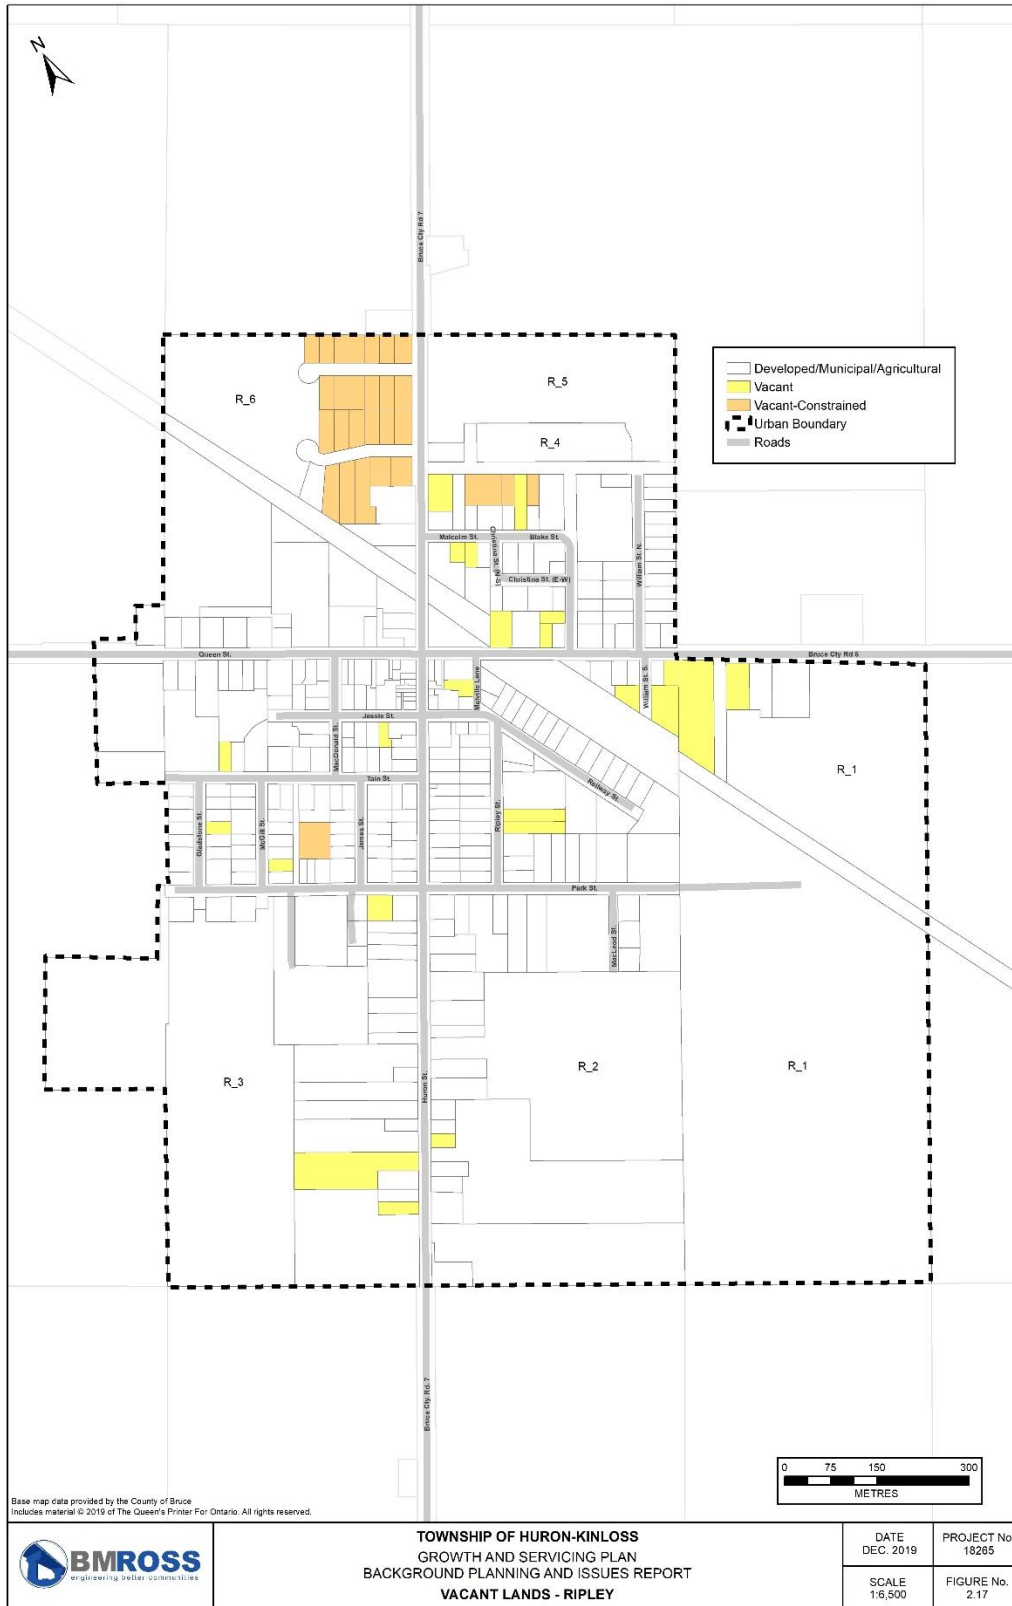 N
Bruce Cty Rd 7
Developed/Municipal/Agricultural
Vacant
Vacant-Constrained
Urban Boundary
Roads
R_6
R_5
R_4
Malcolm St.
Blake St.
Christina St. (N-S)
Christina St. (E-W)
William St. N.
Queen St.
Bruce Cty Rd 6
Melville Lane
William St. S.
Jessie St.
MacDonald St.
R_1
Tain St.
Railway St.
Gladstone St.
McGill St.
James St.
Ripley St.
Park St.
MacLeod St.
R_3
Huron St.
R_2
R_1
Bruce Cty. Rd. 7
0 75 150 300
METRES
Base map data provided by the County of Bruce
Includes material © 2019 of The Queen's Printer For Ontario. All rights reserved.
BMROSS
engineering better communities
TOWNSHIP OF HURON-KINLOSS
GROWTH AND SERVICING PLAN
BACKGROUND PLANNING AND ISSUES REPORT
VACANT LANDS - RIPLEY
DATE
DEC. 2019
PROJECT No.
18265
SCALE
1:6,500
FIGURE No.
2.17